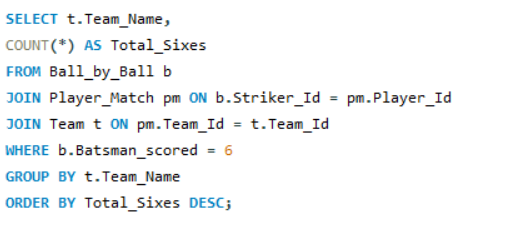 SELECT t.Team_Name,
COUNT(*) AS Total_Sixes
FROM Ball_by_Ball b
JOIN Player_Match pm ON b.Striker_Id = pm.Player_Id
JOIN Team t ON pm.Team_Id = t.Team_Id
WHERE b.Batsman_scored = 6
GROUP BY t.Team_Name
ORDER BY Total_Sixes DESC;